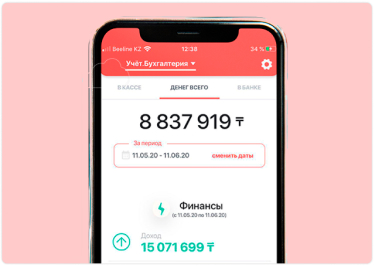 Beeline KZ 12:38 34 %
Учёт.Бухгалтерия
В КАССЕ ДЕНЕГ ВСЕГО В БАНКЕ
8 837 919 ₸
За период
11.05.20 - 11.06.20 сменить даты
Финансы
(с 11.05.20 по 11.06.20)
Доход
15 071 699 ₸